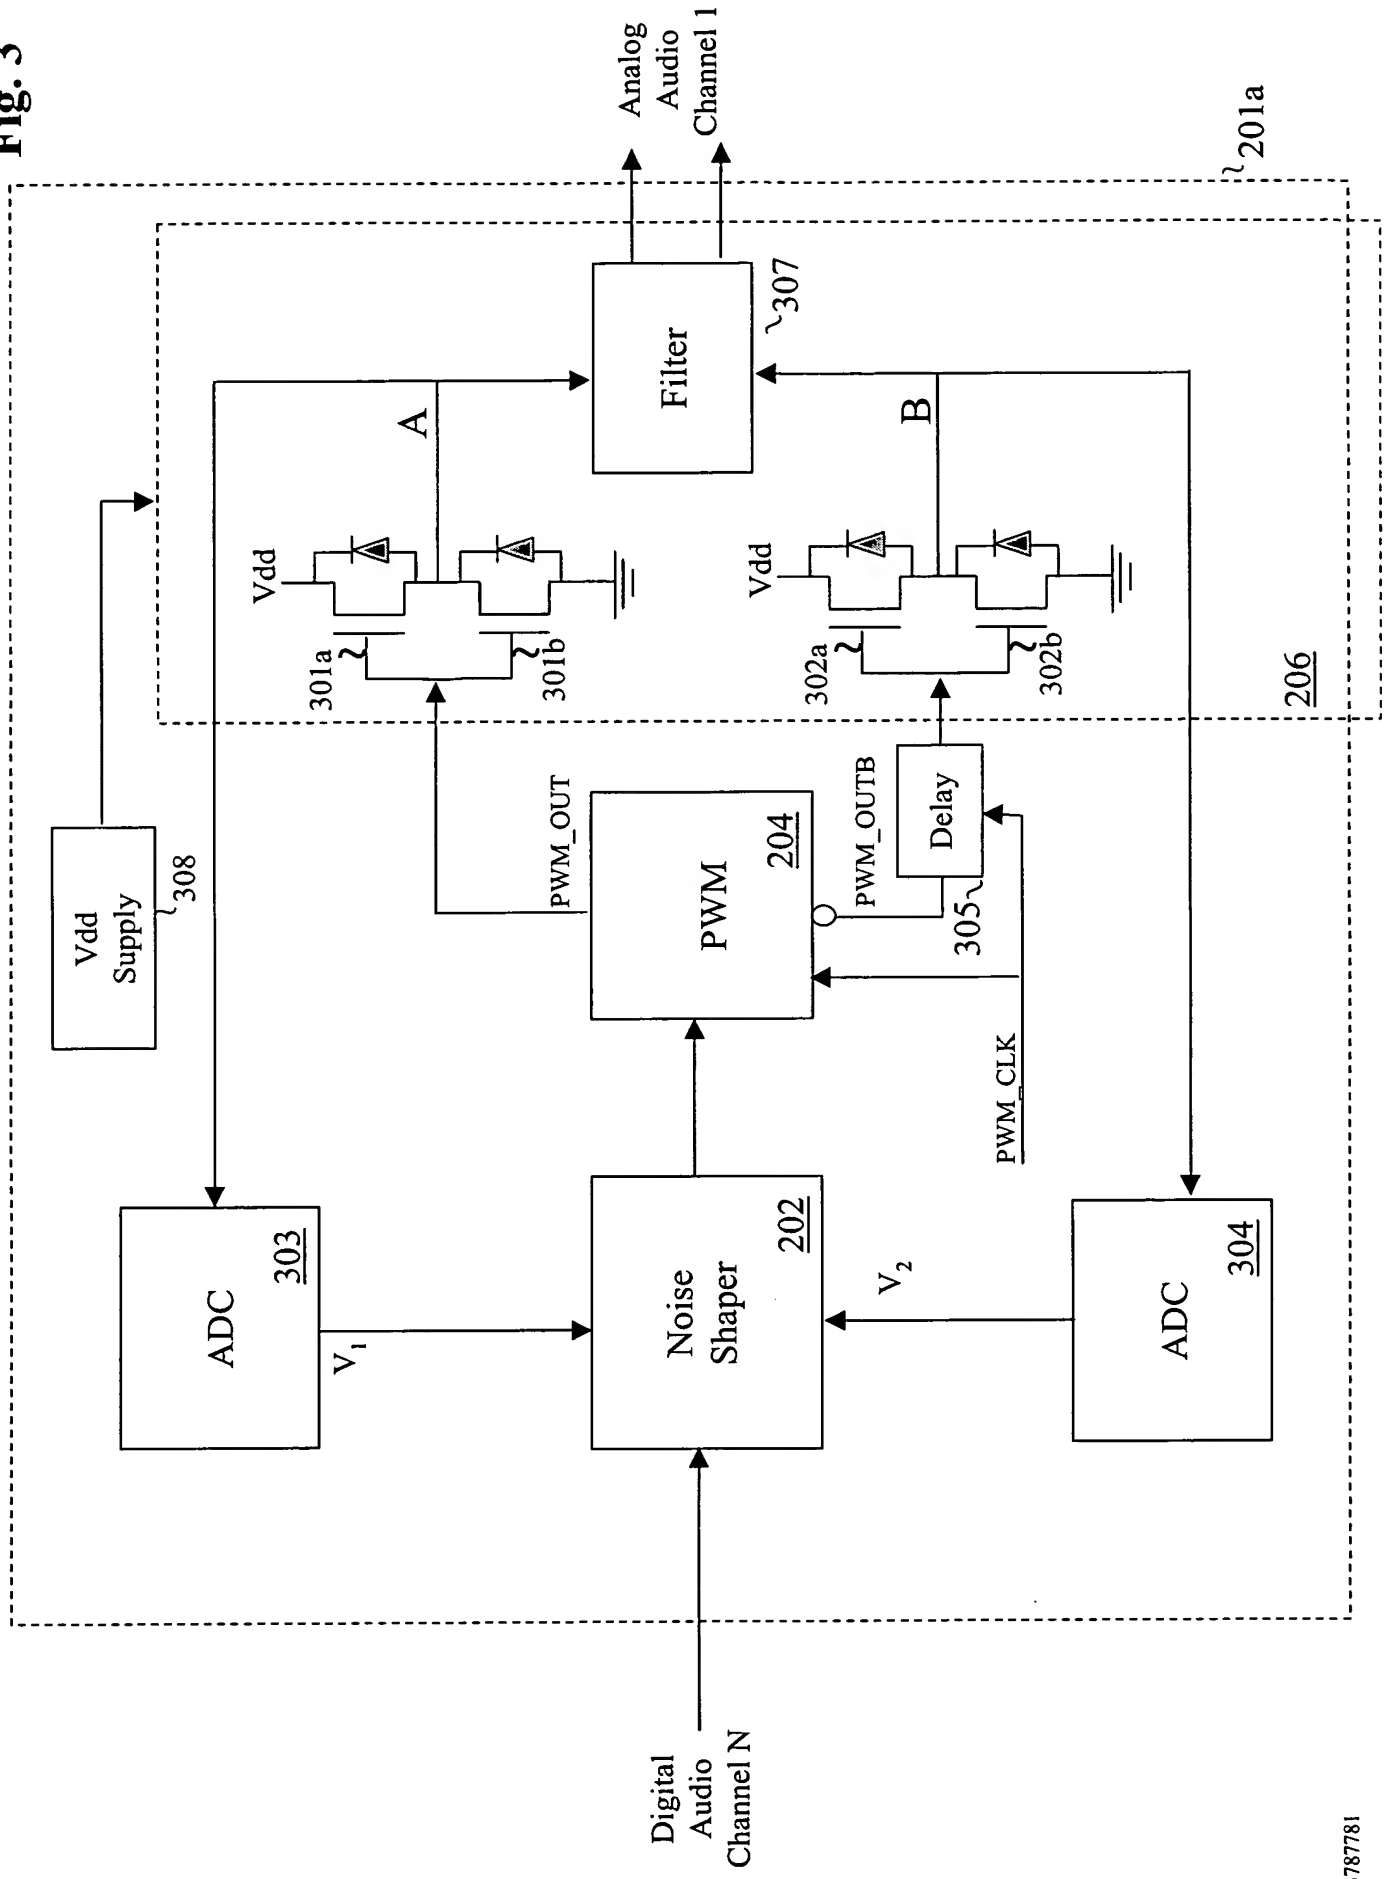 Fig. 3
Vdd
Supply
308
ADC
303
V1
Noise
Shaper
202
V2
ADC
304
Digital
Audio
Channel N
PWM
204
PWM_OUT
PWM_OUTB
Delay
305
PWM_CLK
Vdd
301a
301b
A
Vdd
302a
302b
B
Filter
307
206
201a
Analog
Audio
Channel 1